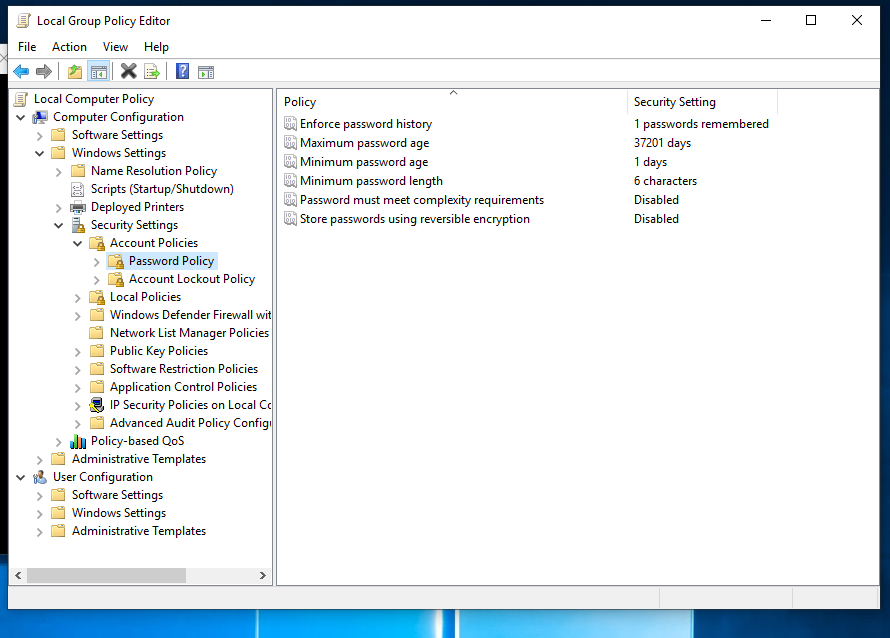 Local Group Policy Editor
File Action View Help
Local Computer Policy
Computer Configuration
Software Settings
Windows Settings
Name Resolution Policy
Scripts (Startup/Shutdown)
Deployed Printers
Security Settings
Account Policies
Password Policy
Account Lockout Policy
Local Policies
Windows Defender Firewall wit
Network List Manager Policies
Public Key Policies
Software Restriction Policies
Application Control Policies
IP Security Policies on Local Co
Advanced Audit Policy Configu
Policy-based QoS
Administrative Templates
User Configuration
Software Settings
Windows Settings
Administrative Templates
Policy Security Setting
Enforce password history 1 passwords remembered
Maximum password age 37201 days
Minimum password age 1 days
Minimum password length 6 characters
Password must meet complexity requirements Disabled
Store passwords using reversible encryption Disabled